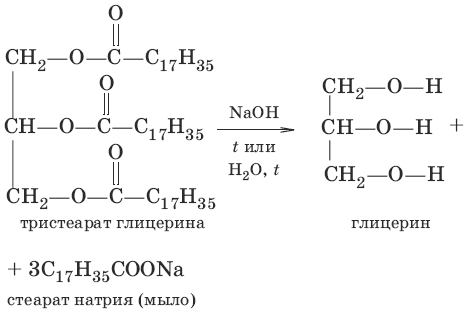 O
CH₂—O—C—C₁₇H₃₅
O
CH—O—C—C₁₇H₃₅
O
CH₂—O—C—C₁₇H₃₅
тристеарат глицерина
NaOH
t или
H₂O, t
CH₂—O—H
CH—O—H +
CH₂—O—H
глицерин
+ 3C₁₇H₃₅COONa
стеарат натрия (мыло)